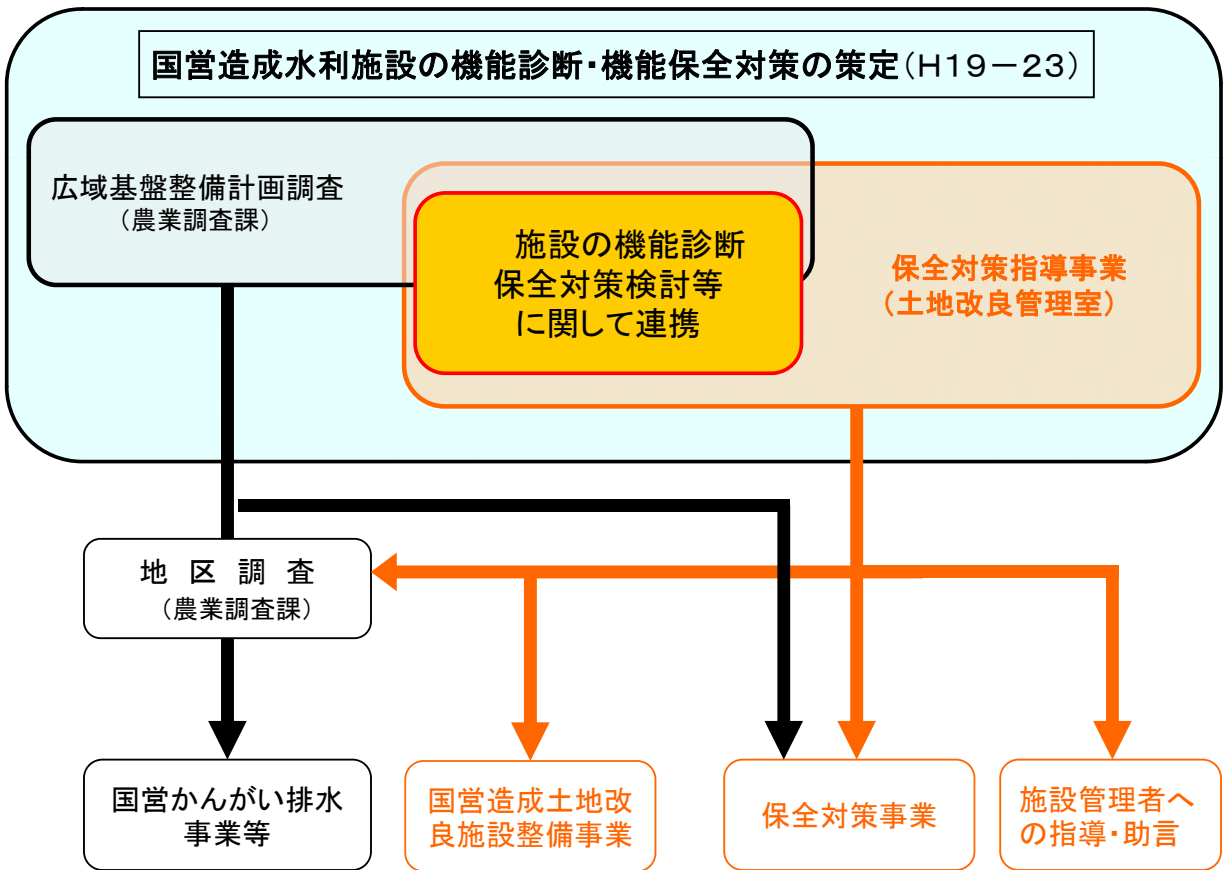 国営造成水利施設の機能診断・機能保全対策の策定(H19－23)
広域基盤整備計画調査
（農業調査課）
施設の機能診断
保全対策検討等
に関して連携
保全対策指導事業
（土地改良管理室）
地　区　調　査
（農業調査課）
国営かんがい排水
事業等
国営造成土地改
良施設整備事業
保全対策事業
施設管理者へ
の指導・助言